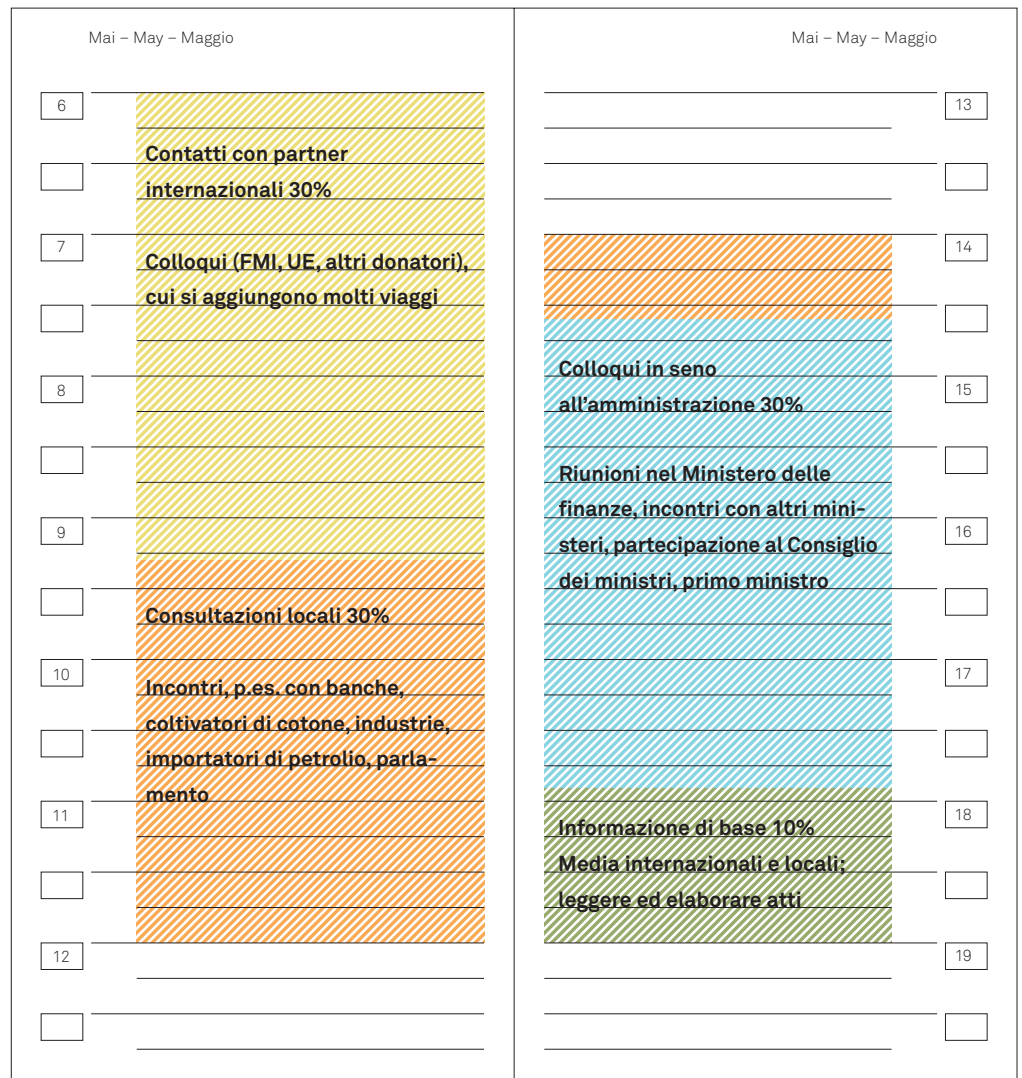 Mai – May – Maggio
6
Contatti con partner
internazionali 30%
7
Colloqui (FMI, UE, altri donatori),
cui si aggiungono molti viaggi
8
9
Consultazioni locali 30%
10
Incontri, p.es. con banche,
coltivatori di cotone, industrie,
importatori di petrolio, parla-
mento
11
12
Mai – May – Maggio
13
14
Colloqui in seno
15
all’amministrazione 30%
Riunioni nel Ministero delle
finanze, incontri con altri mini-
16
steri, partecipazione al Consiglio
dei ministri, primo ministro
17
18
Informazione di base 10%
Media internazionali e locali;
leggere ed elaborare atti
19